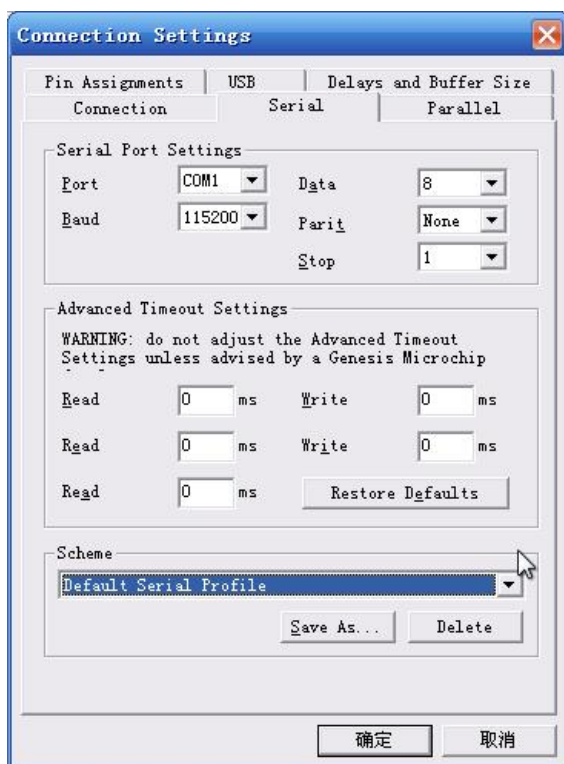 Connection Settings
Pin Assignments USB Delays and Buffer Size
Connection Serial Parallel
Serial Port Settings
Port COM1 Data 8
Baud 115200 Parit None
Stop 1
Advanced Timeout Settings
WARNING: do not adjust the Advanced Timeout
Settings unless advised by a Genesis Microchip
Read 0 ms Write 0 ms
Read 0 ms Write 0 ms
Read 0 ms Restore Defaults
Scheme
Default Serial Profile
Save As... Delete
确定 取消